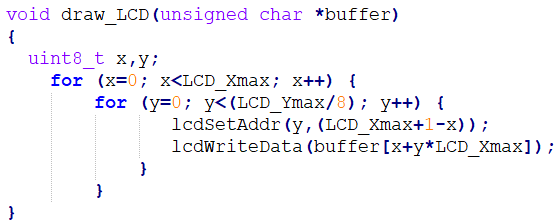 void draw_LCD(unsigned char *buffer)
{
  uint8_t x,y;
    for (x=0; x<LCD_Xmax; x++) {
        for (y=0; y<(LCD_Ymax/8); y++) {
               lcdSetAddr(y,(LCD_Xmax+1-x));
               lcdWriteData(buffer[x+y*LCD_Xmax]);
            }
        }
}